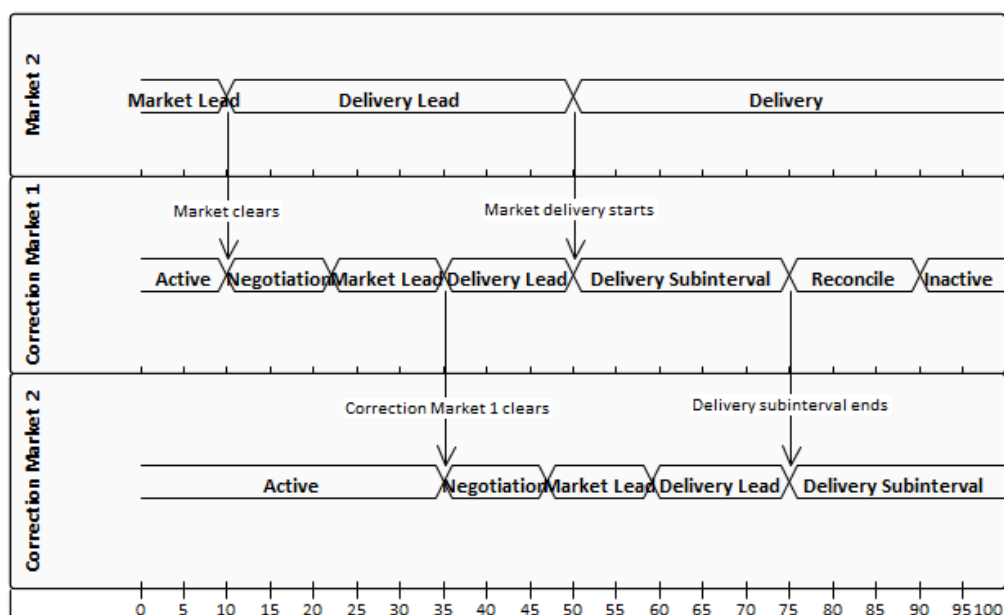 Market 2
Market Lead Delivery Lead Delivery
Market clears Market delivery starts
Correction Market 1
Active Negotiation Market Lead Delivery Lead Delivery Subinterval Reconcile Inactive
Correction Market 1 clears Delivery subinterval ends
Correction Market 2
Active Negotiation Market Lead Delivery Lead Delivery Subinterval
0 5 10 15 20 25 30 35 40 45 50 55 60 65 70 75 80 85 90 95 100